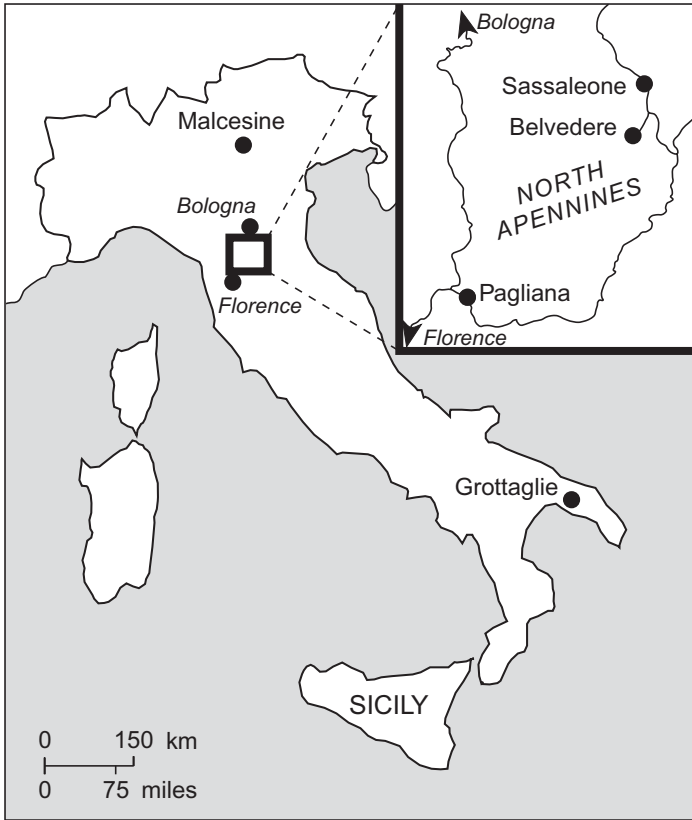 Bologna
Sassaleone
Belvedere
NORTH
APENNINES
Pagliana
Florence
Malcesine
Bologna
Florence
Grottaglie
SICILY
0 150 km
0 75 miles